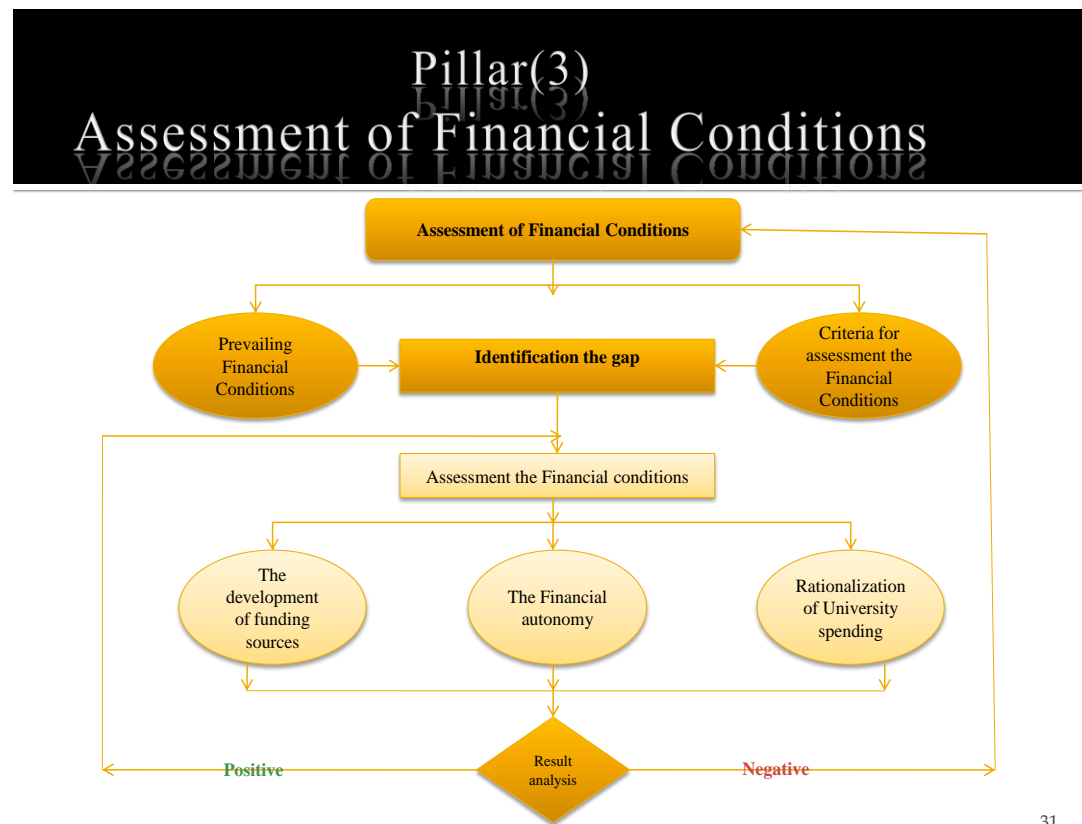 Pillar(3)
Assessment of Financial Conditions
Assessment of Financial Conditions
Prevailing
Financial
Conditions
Identification the gap
Criteria for
assessment the
Financial
Conditions
Assessment the Financial conditions
The
development
of funding
sources
The Financial
autonomy
Rationalization
of University
spending
Positive
Result
analysis
Negative
31